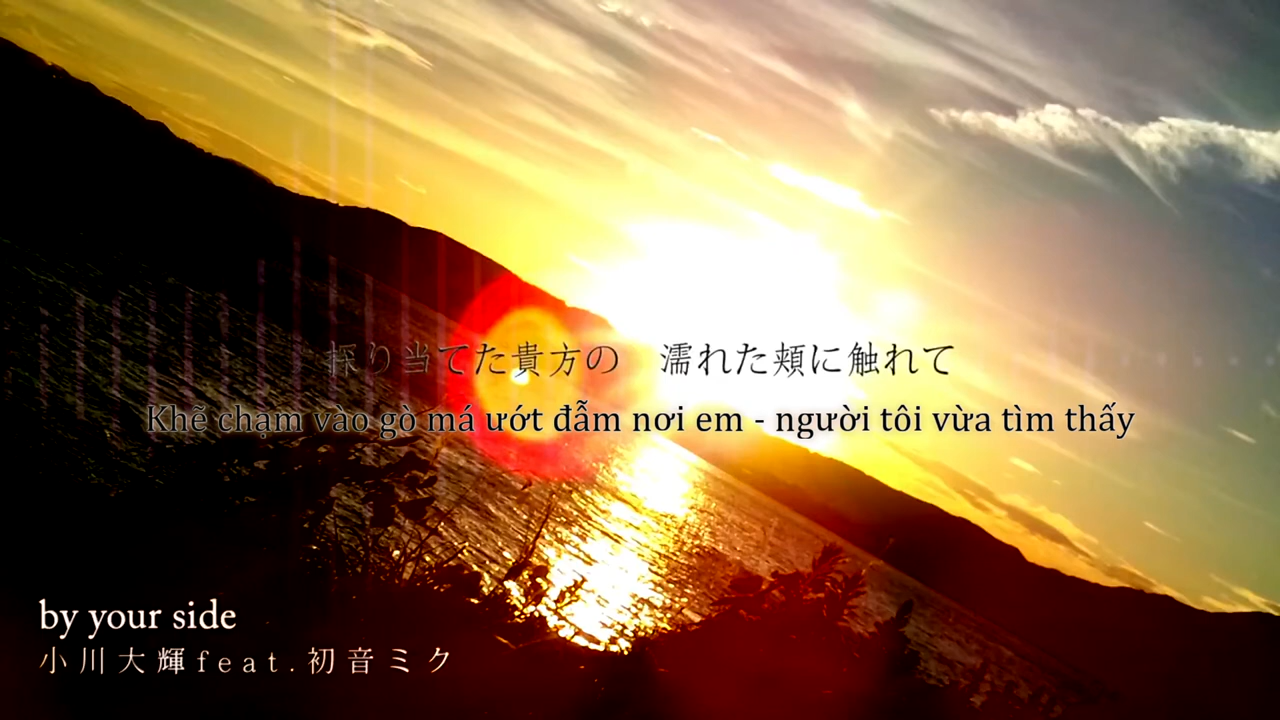 探り当てた貴方の　濡れた頬に触れて
Khẽ chạm vào gò má ướt đẫm nơi em - người tôi vừa tìm thấy
by your side
小川大輝feat.初音ミク